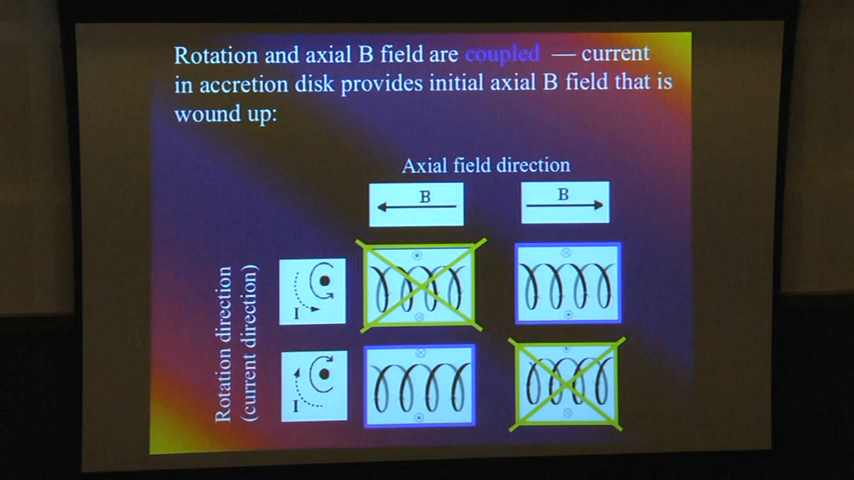 Rotation and axial B field are coupled — current
in accretion disk provides initial axial B field that is
wound up:
Axial field direction
B
B
Rotation direction
(current direction)
I
I